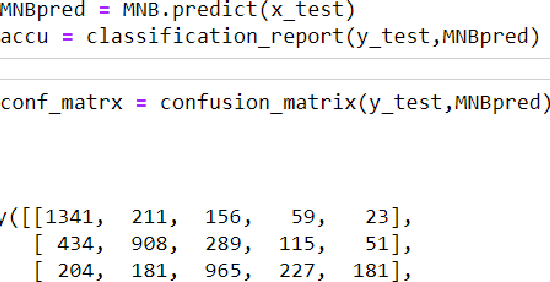 MNBpred = MNB.predict(x_test)
accu = classification_report(y_test,MNBpred)
conf_matrx = confusion_matrix(y_test,MNBpred)
y([[1341, 211, 156, 59, 23],
[ 434, 908, 289, 115, 51],
[ 204, 181, 965, 227, 181],